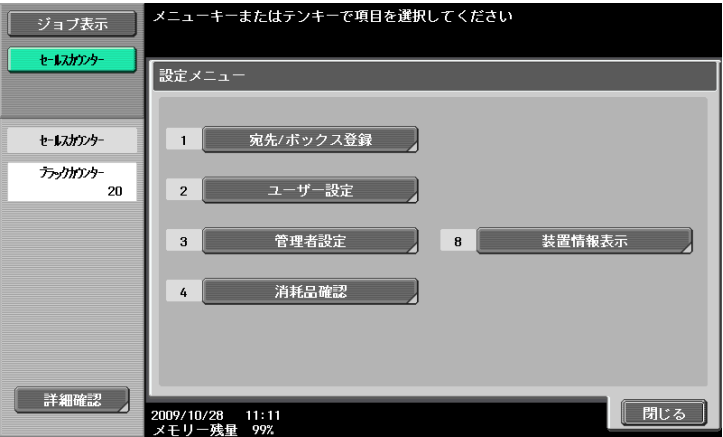 ジョブ表示
メニューキーまたはテンキーで項目を選択してください
セールスカウンター
設定メニュー
セールスカウンター
ブラックカウンター
20
1 宛先/ボックス登録
2 ユーザー設定
3 管理者設定
8 装置情報表示
4 消耗品確認
詳細確認
2009/10/28 11:11
メモリー残量 99%
閉じる